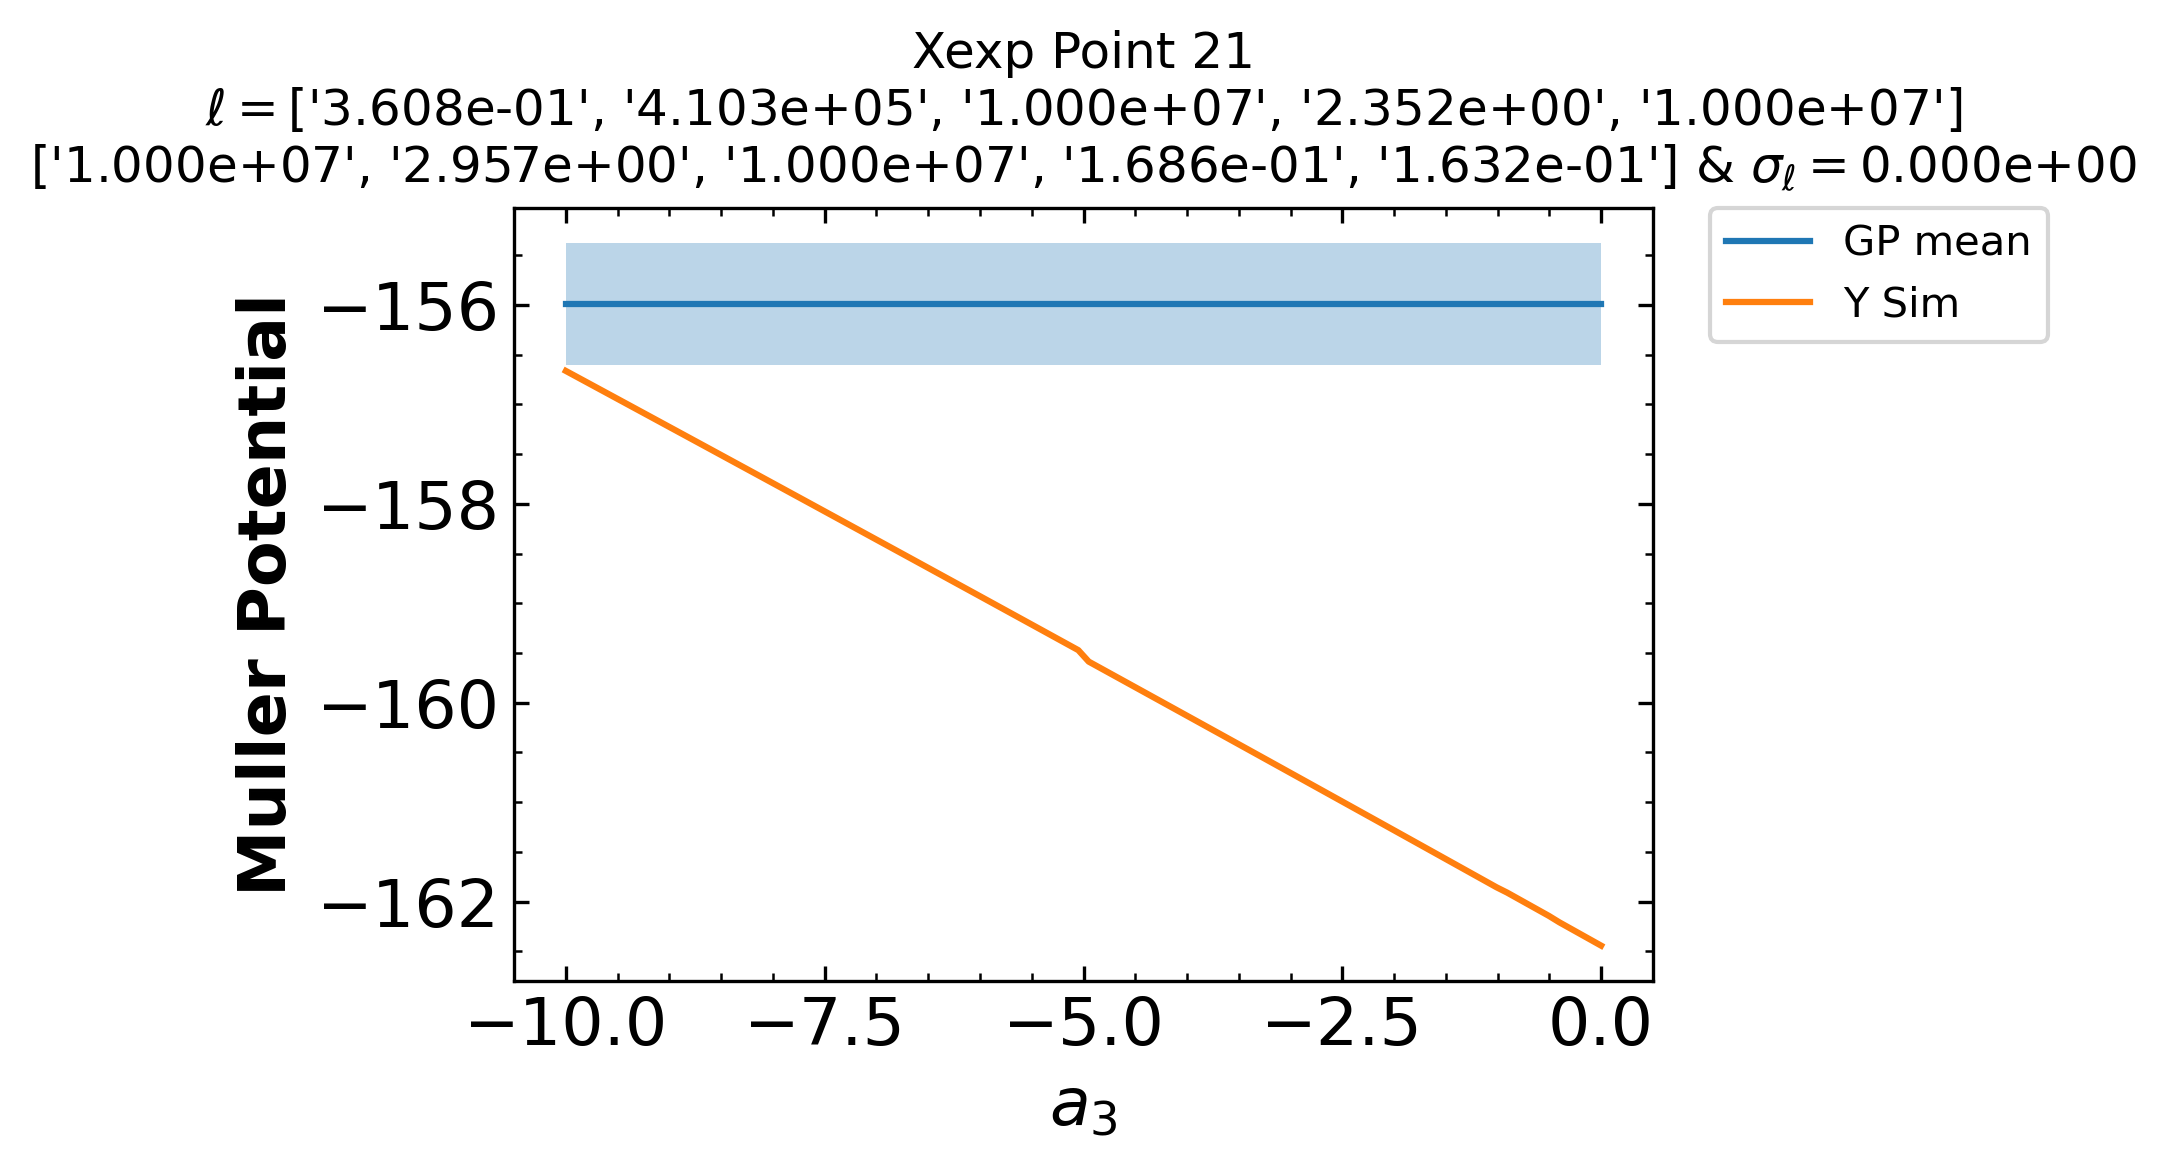 Xexp Point 21
ℓ = ['3.608e-01', '4.103e+05', '1.000e+07', '2.352e+00', '1.000e+07']
['1.000e+07', '2.957e+00', '1.000e+07', '1.686e-01', '1.632e-01'] & σℓ = 0.000e+00
GP mean
Y Sim
Muller Potential
−156
−158
−160
−162
−10.0 −7.5 −5.0 −2.5 0.0
a₃